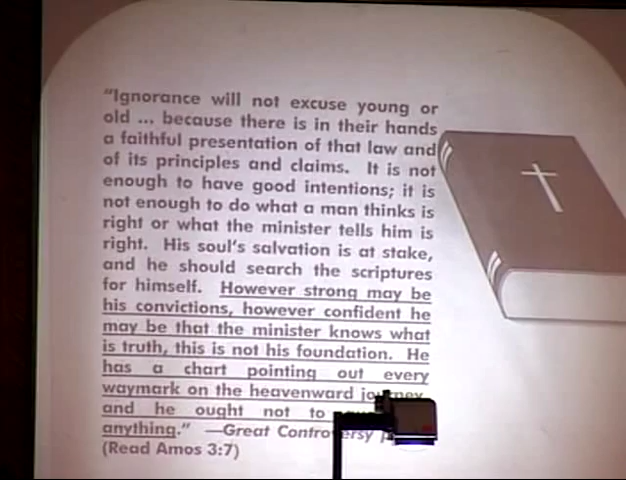 "Ignorance will not excuse young or
old ... because there is in their hands
a faithful presentation of that law and
of its principles and claims. It is not
enough to have good intentions; it is
not enough to do what a man thinks is
right or what the minister tells him is
right. His soul's salvation is at stake,
and he should search the scriptures
for himself. However strong may be
his convictions, however confident he
may be that the minister knows what
is truth, this is not his foundation. He
has a chart pointing out every
waymark on the heavenward journey,
and he ought not to
anything." —Great Controversy
(Read Amos 3:7)